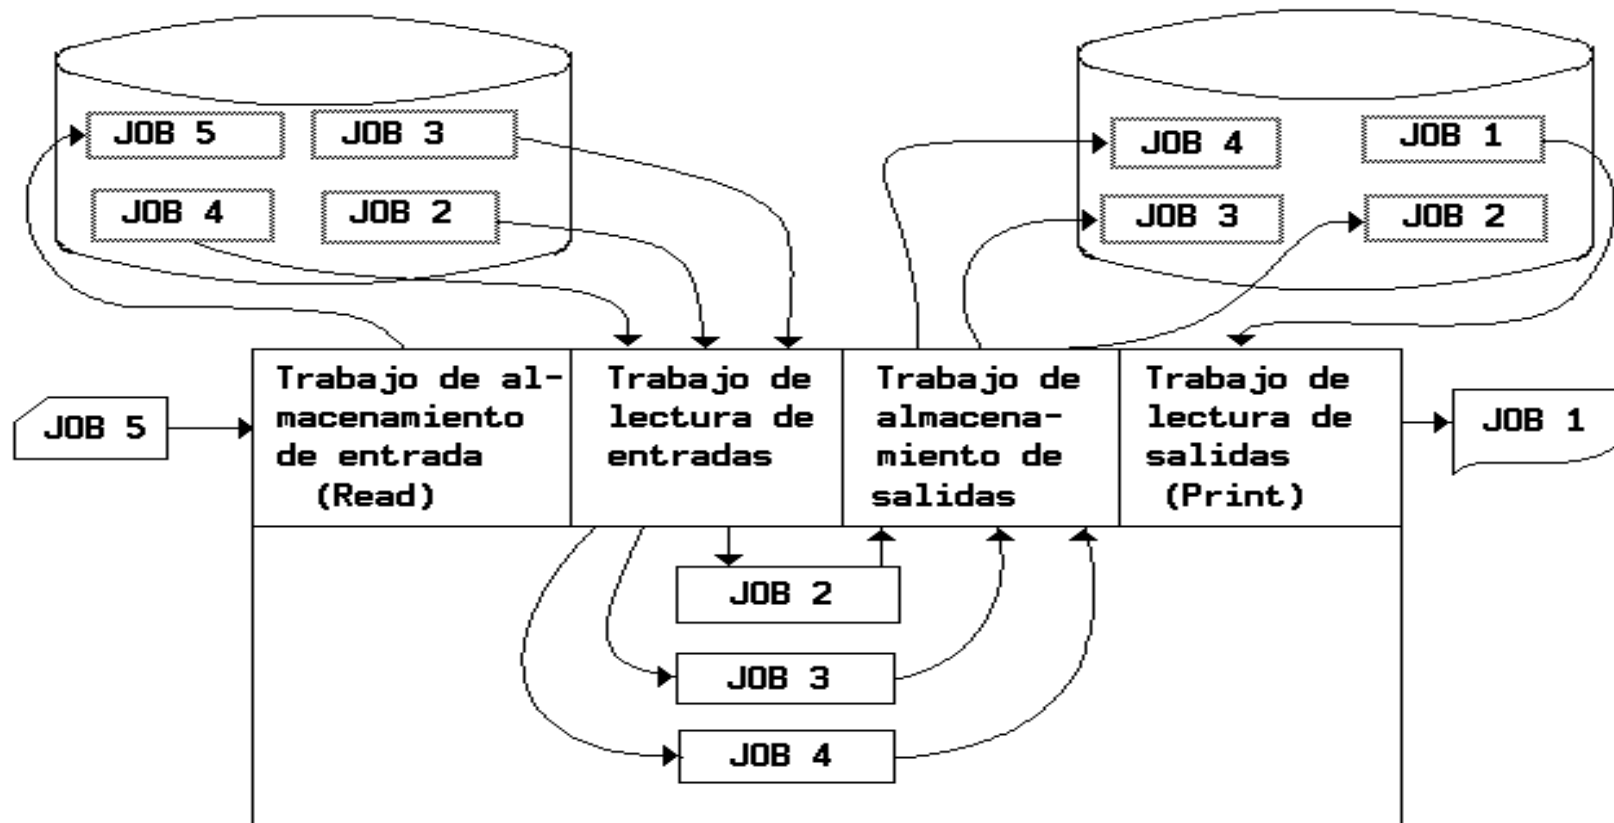 JOB 5
JOB 3
JOB 4
JOB 2
JOB 4
JOB 1
JOB 3
JOB 2
JOB 5
Trabajo de al-
macenamiento
de entrada
(Read)
Trabajo de
lectura de
entradas
Trabajo de
almacena-
miento de
salidas
Trabajo de
lectura de
salidas
(Print)
JOB 1
JOB 2
JOB 3
JOB 4